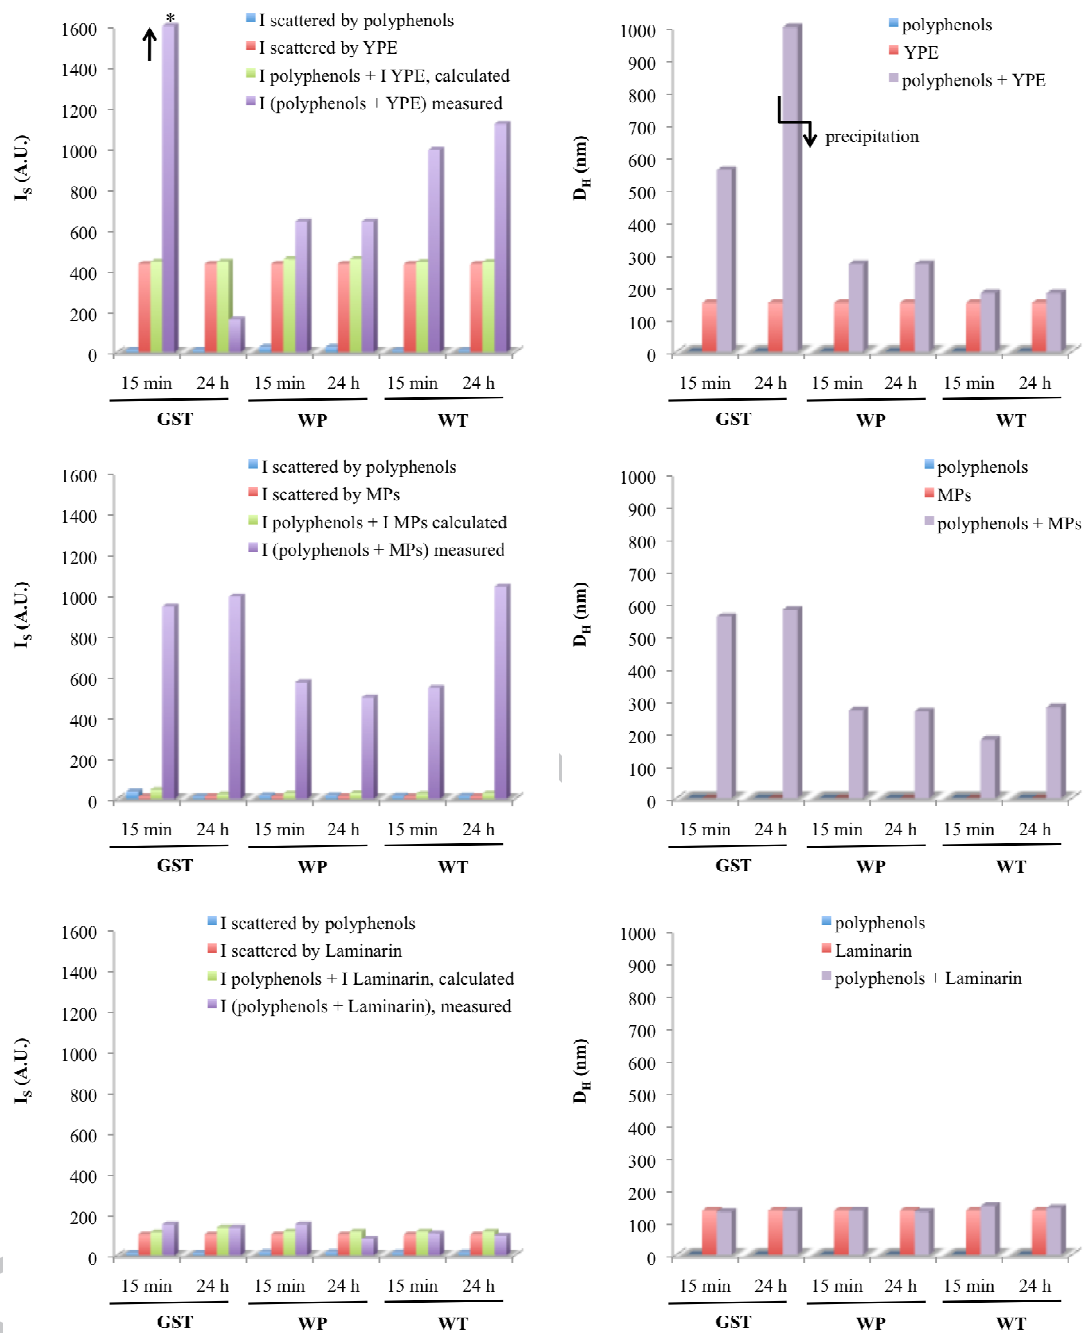 I scattered by polyphenols
I scattered by YPE
I polyphenols + I YPE, calculated
I (polyphenols + YPE) measured
*
I_S (A.U.)
1600
1400
1200
1000
800
600
400
200
0
15 min 24 h 15 min 24 h 15 min 24 h
GST WP WT
polyphenols
YPE
polyphenols + YPE
precipitation
D_H (nm)
1000
900
800
700
600
500
400
300
200
100
0
15 min 24 h 15 min 24 h 15 min 24 h
GST WP WT
I scattered by polyphenols
I scattered by MPs
I polyphenols + I MPs calculated
I (polyphenols + MPs) measured
I_S (A.U.)
1600
1400
1200
1000
800
600
400
200
0
15 min 24 h 15 min 24 h 15 min 24 h
GST WP WT
polyphenols
MPs
polyphenols + MPs
D_H (nm)
1000
900
800
700
600
500
400
300
200
100
0
15 min 24 h 15 min 24 h 15 min 24 h
GST WP WT
I scattered by polyphenols
I scattered by Laminarin
I polyphenols + I Laminarin, calculated
I (polyphenols + Laminarin), measured
I_S (A.U.)
1600
1400
1200
1000
800
600
400
200
0
15 min 24 h 15 min 24 h 15 min 24 h
GST WP WT
polyphenols
Laminarin
polyphenols + Laminarin
D_H (nm)
1000
900
800
700
600
500
400
300
200
100
0
15 min 24 h 15 min 24 h 15 min 24 h
GST WP WT